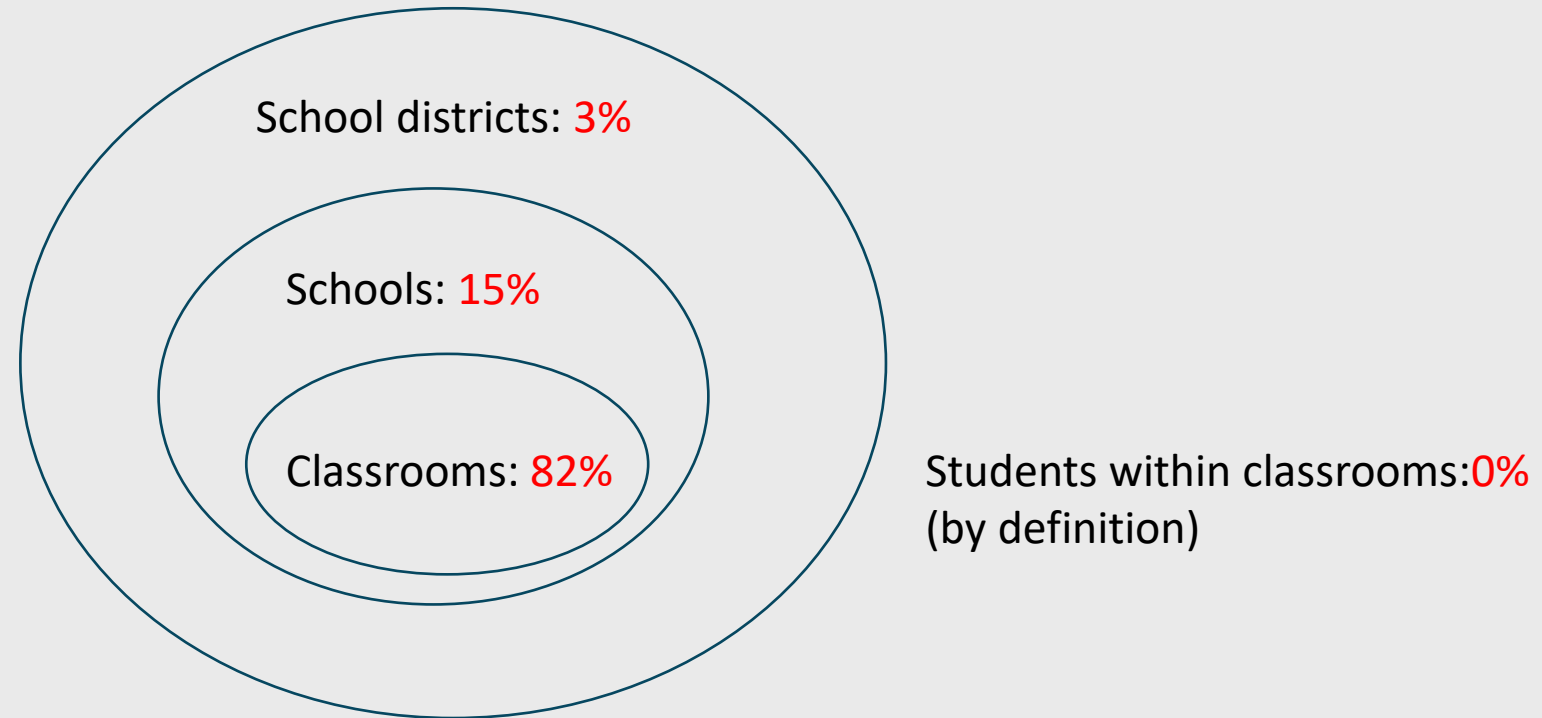 School districts: 3%
Schools: 15%
Classrooms: 82%
Students within classrooms:0%
(by definition)